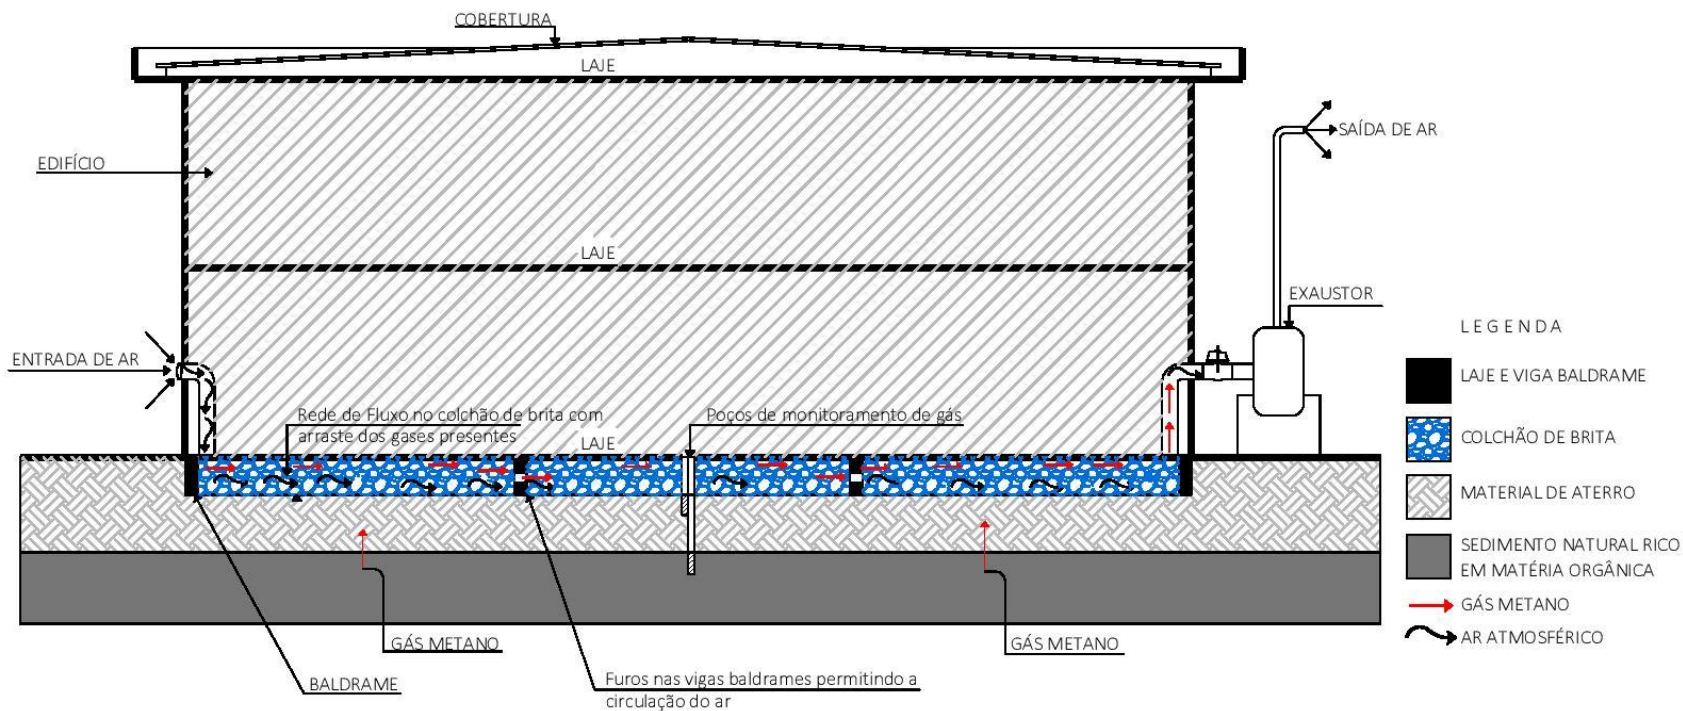 COBERTURA
LAJE
SAÍDA DE AR
EDIFÍCIO
LAJE
EXAUSTOR
L E G E N D A
ENTRADA DE AR
LAJE E VIGA BALDRAME
Rede de Fluxo no colchão de brita com
arraste dos gases presentes
Poços de monitoramento de gás
LAJE
COLCHÃO DE BRITA
MATERIAL DE ATERRO
SEDIMENTO NATURAL RICO
EM MATÉRIA ORGÂNICA
GÁS METANO
AR ATMOSFÉRICO
GÁS METANO
GÁS METANO
BALDRAME
Furos nas vigas baldrames permitindo a
circulação do ar